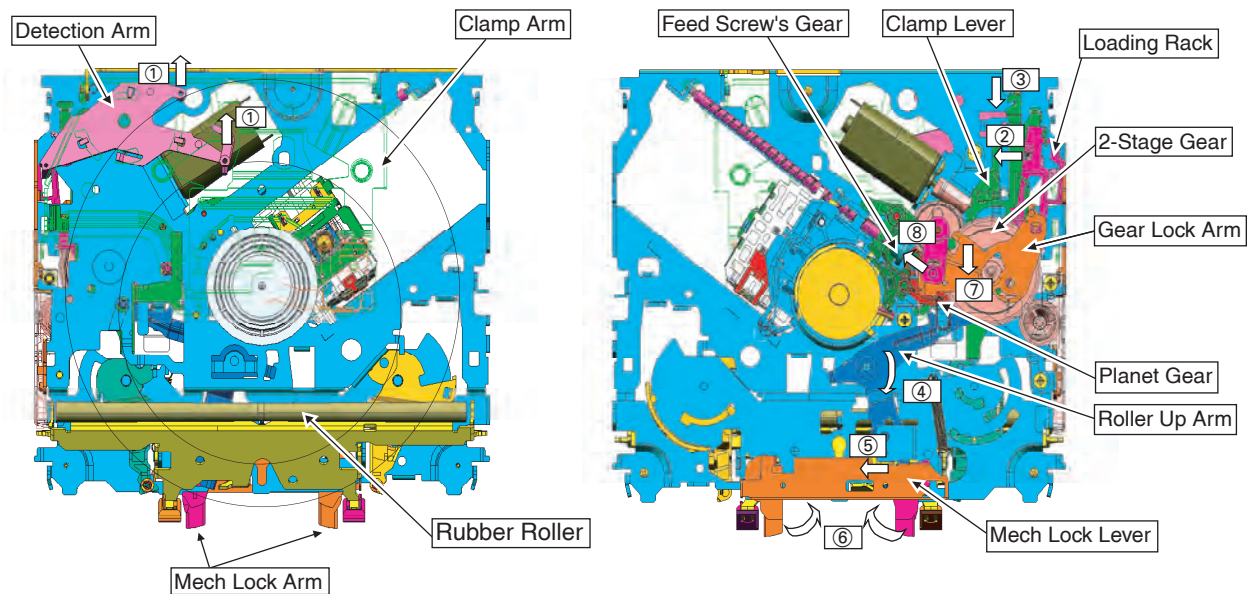 Detection Arm
Clamp Arm
①
①
Rubber Roller
Mech Lock Arm
Feed Screw's Gear
Clamp Lever
Loading Rack
③
②
2-Stage Gear
Gear Lock Arm
⑧
⑦
Planet Gear
④
Roller Up Arm
⑤
Mech Lock Lever
⑥